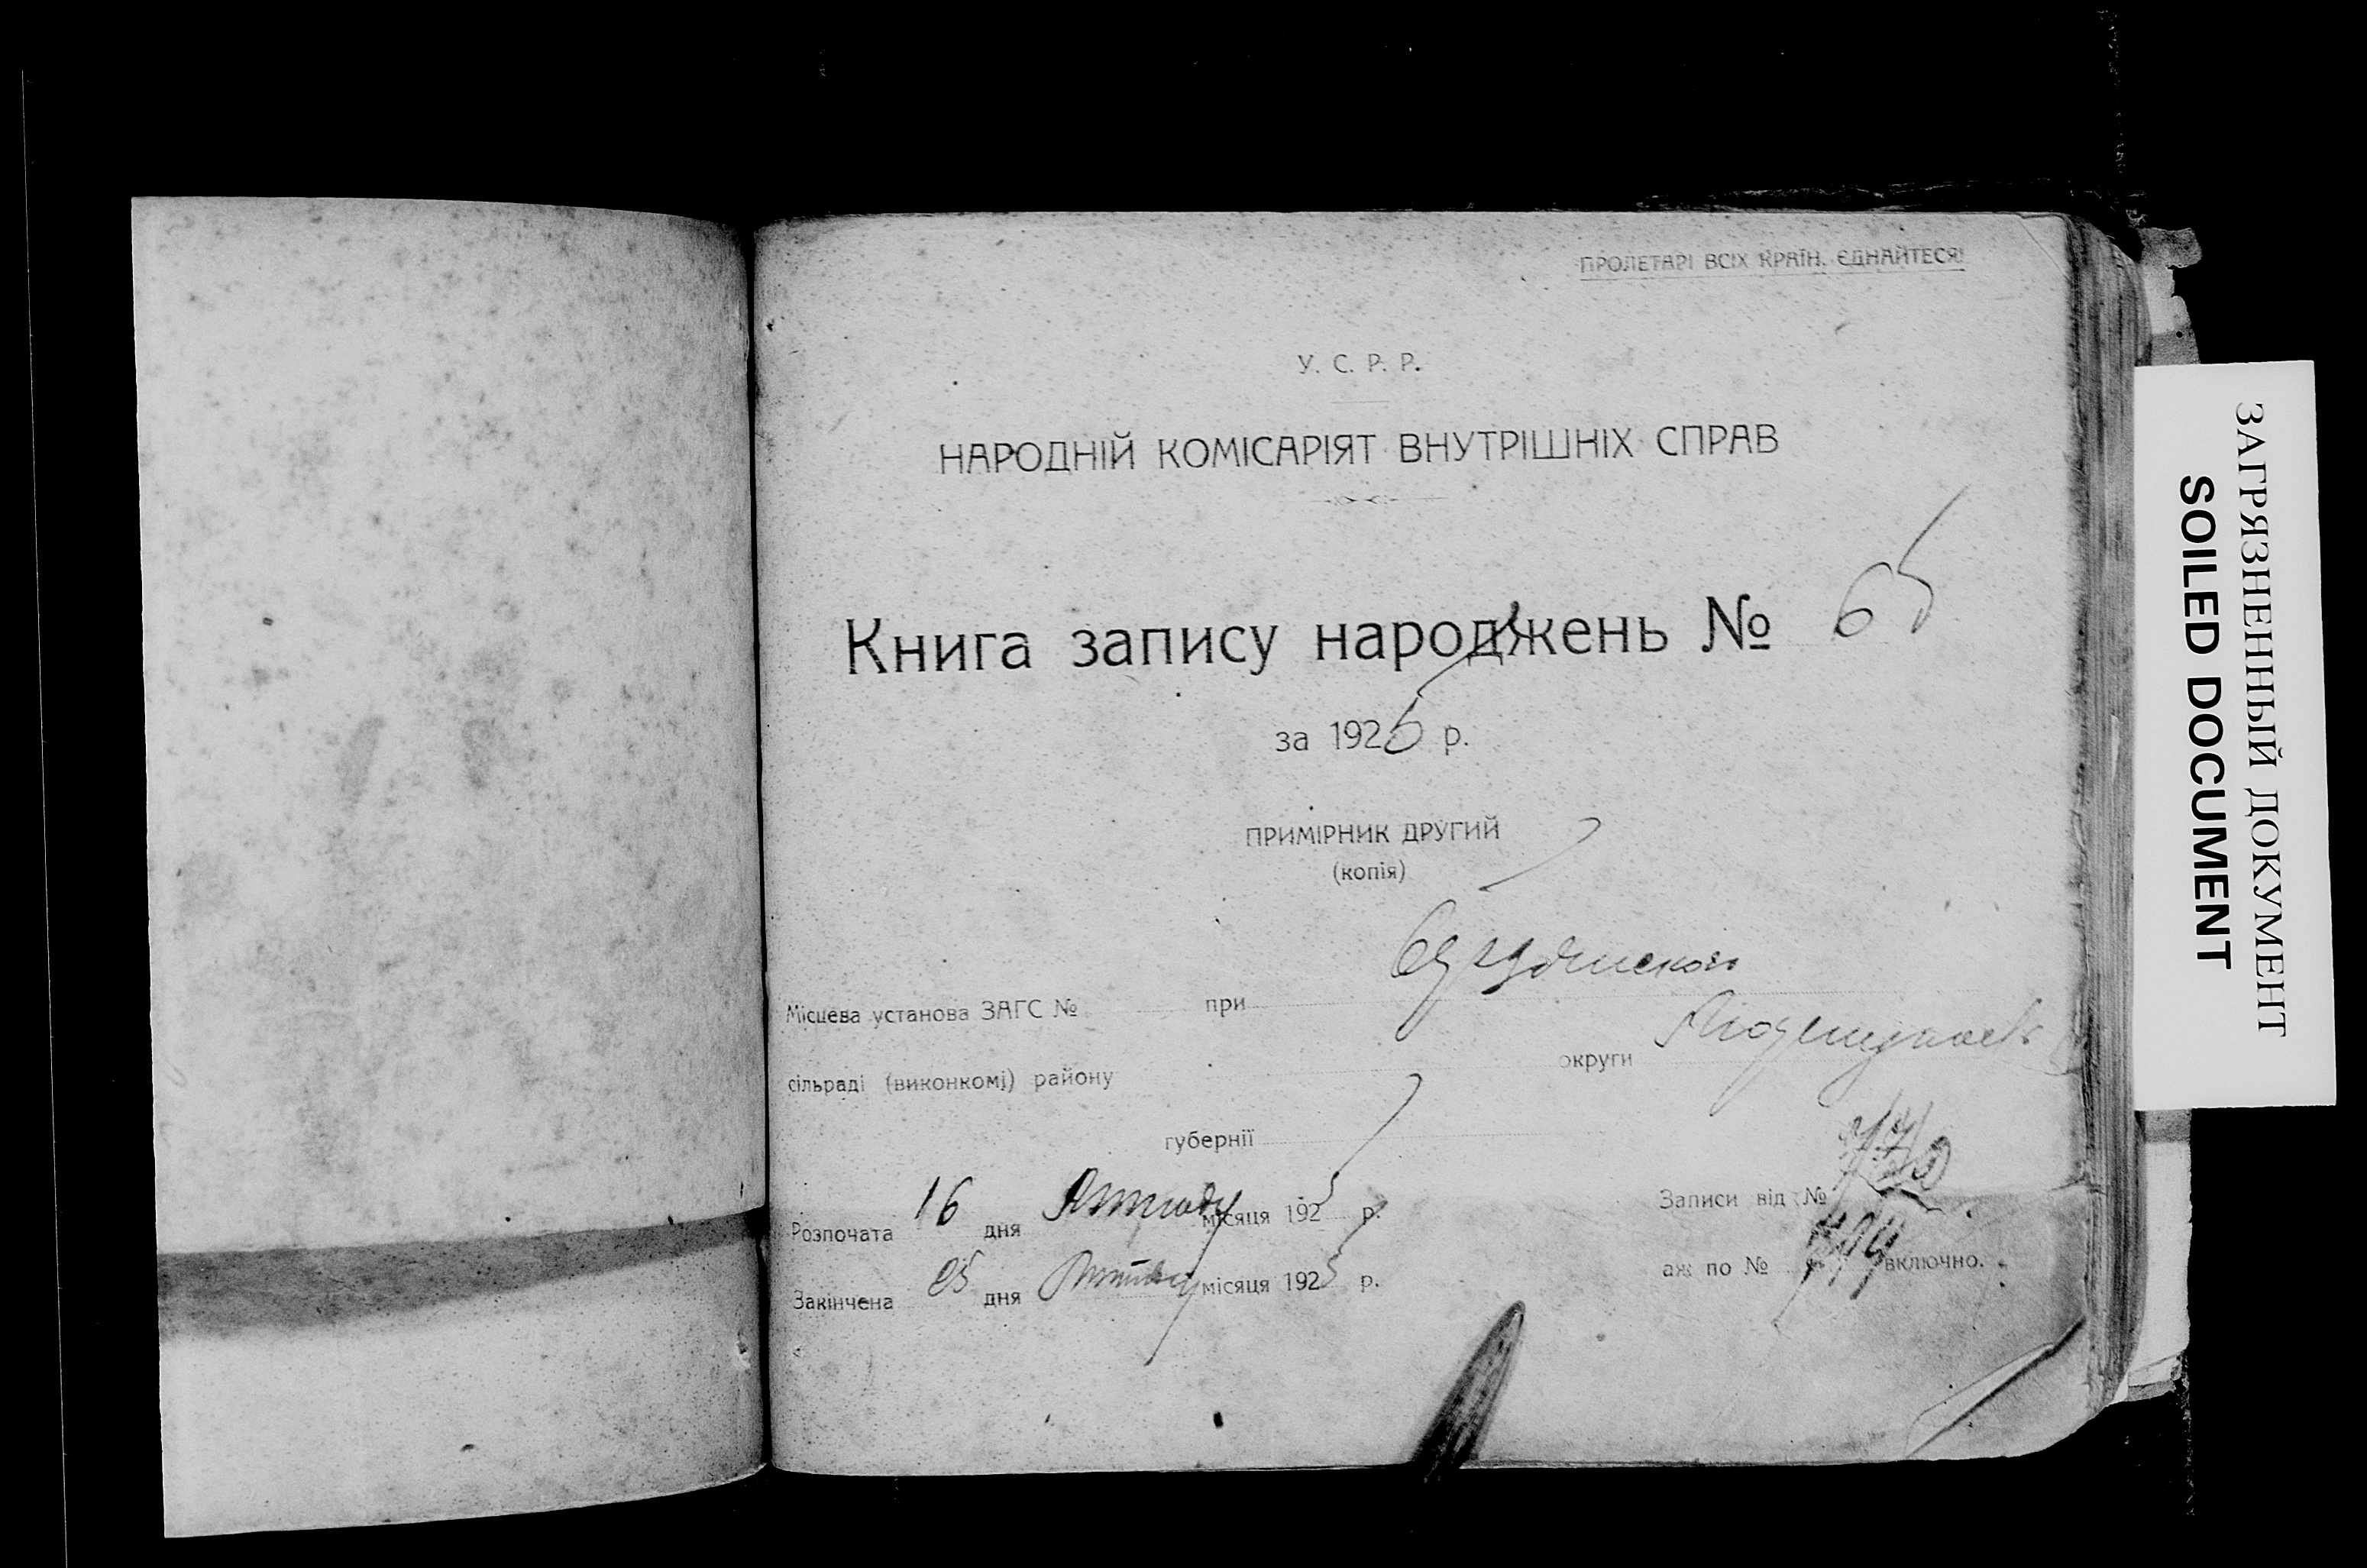 ПРОЛЕТАРІ ВСІХ КРАЇН, ЄДНАЙТЕСЯ!
У. С. Р. Р.
НАРОДНІЙ КОМІСАРІЯТ ВНУТРІШНІХ СПРАВ
Книга запису народжень № 65
за 1925 р.
ПРИМІРНИК ДРУГИЙ
(копія)
Місцева установа ЗАГС № при
сільраді (виконкомі) району округи
губернії
Розпочата 16 дня місяця 1925 р.
Закінчена 25 дня місяця 1925 р.
Записи від №
аж по № включно.
ЗАГРЯЗНЕННЫЙ ДОКУМЕНТ
SOILED DOCUMENT